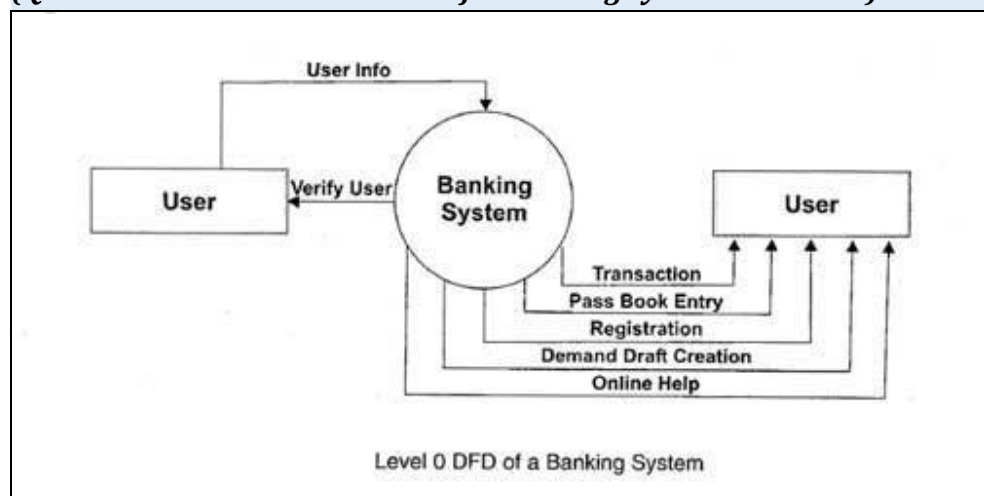 User Info
User
Verify User
Banking
System
User
Transaction
Pass Book Entry
Registration
Demand Draft Creation
Online Help
Level 0 DFD of a Banking System